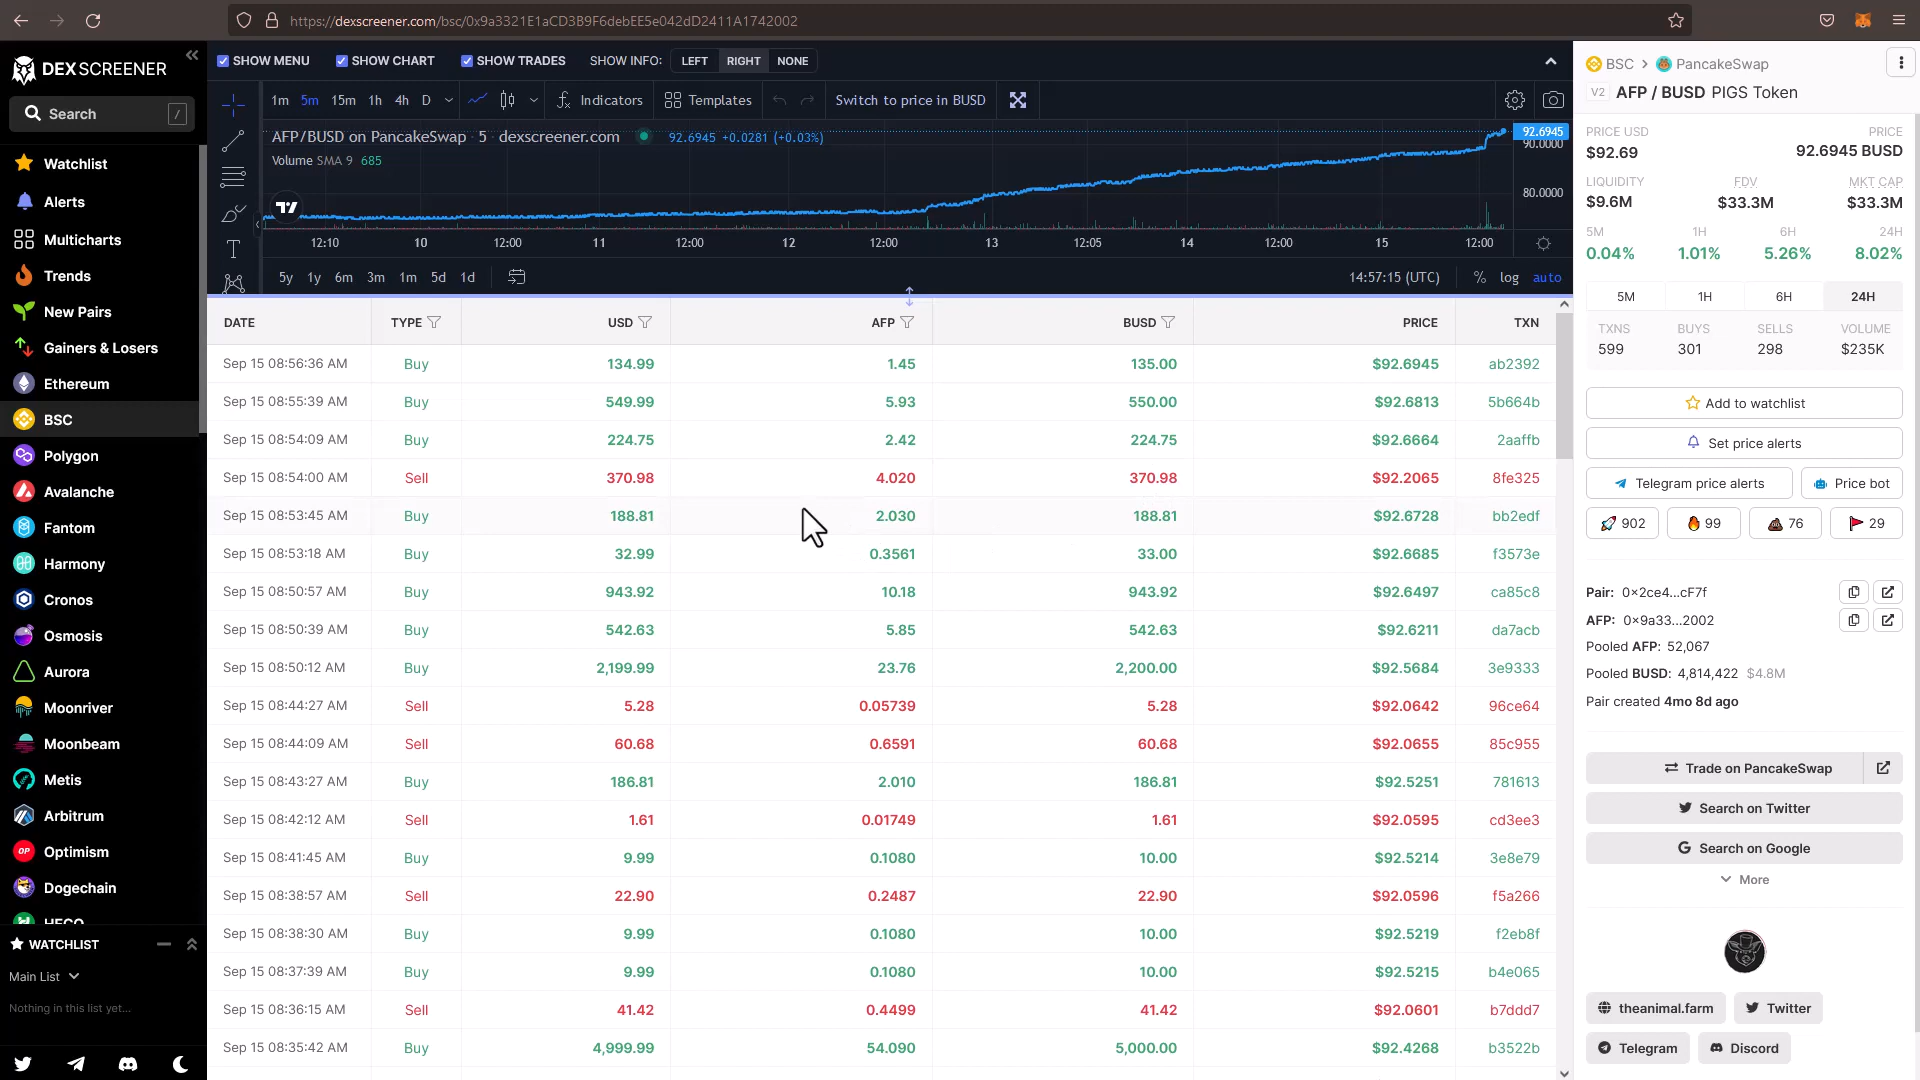 https://dexscreener.com/bsc/0x9a3321E1aCD3B9F6debEE5e042dD2411A1742002
DEX SCREENER
Search /
Watchlist
Alerts
Multicharts
Trends
New Pairs
Gainers & Losers
Ethereum
BSC
Polygon
Avalanche
Fantom
Harmony
Cronos
Osmosis
Aurora
Moonriver
Moonbeam
Metis
Arbitrum
Optimism
Dogechain
HECO
WATCHLIST
Main List
Nothing in this list yet...
SHOW MENU SHOW CHART SHOW TRADES SHOW INFO: LEFT RIGHT NONE
1m 5m 15m 1h 4h D Indicators Templates Switch to price in BUSD
AFP/BUSD on PancakeSwap · 5 · dexscreener.com 92.6945 +0.0281 (+0.03%)
Volume SMA 9 685
92.6945
90.0000
80.0000
12:10 10 12:00 11 12:00 12 12:00 13 12:05 14 12:00 15 12:00
5y 1y 6m 3m 1m 5d 1d 14:57:15 (UTC) % log auto
DATE TYPE USD AFP BUSD PRICE TXN
Sep 15 08:56:36 AM Buy 134.99 1.45 135.00 $92.6945 ab2392
Sep 15 08:55:39 AM Buy 549.99 5.93 550.00 $92.6813 5b664b
Sep 15 08:54:09 AM Buy 224.75 2.42 224.75 $92.6664 2aaffb
Sep 15 08:54:00 AM Sell 370.98 4.020 370.98 $92.2065 8fe325
Sep 15 08:53:45 AM Buy 188.81 2.030 188.81 $92.6728 bb2edf
Sep 15 08:53:18 AM Buy 32.99 0.3561 33.00 $92.6685 f3573e
Sep 15 08:50:57 AM Buy 943.92 10.18 943.92 $92.6497 ca85c8
Sep 15 08:50:39 AM Buy 542.63 5.85 542.63 $92.6211 da7acb
Sep 15 08:50:12 AM Buy 2,199.99 23.76 2,200.00 $92.5684 3e9333
Sep 15 08:44:27 AM Sell 5.28 0.05739 5.28 $92.0642 96ce64
Sep 15 08:44:09 AM Sell 60.68 0.6591 60.68 $92.0655 85c955
Sep 15 08:43:27 AM Buy 186.81 2.010 186.81 $92.5251 781613
Sep 15 08:42:12 AM Sell 1.61 0.01749 1.61 $92.0595 cd3ee3
Sep 15 08:41:45 AM Buy 9.99 0.1080 10.00 $92.5214 3e8e79
Sep 15 08:38:57 AM Sell 22.90 0.2487 22.90 $92.0596 f5a266
Sep 15 08:38:30 AM Buy 9.99 0.1080 10.00 $92.5219 f2eb8f
Sep 15 08:37:39 AM Buy 9.99 0.1080 10.00 $92.5215 b4e065
Sep 15 08:36:15 AM Sell 41.42 0.4499 41.42 $92.0601 b7ddd7
Sep 15 08:35:42 AM Buy 4,999.99 54.090 5,000.00 $92.4268 b3522b
BSC > PancakeSwap
V2 AFP / BUSD PIGS Token
PRICE USD PRICE
$92.69 92.6945 BUSD
LIQUIDITY FDV MKT CAP
$9.6M $33.3M $33.3M
5M 1H 6H 24H
0.04% 1.01% 5.26% 8.02%
5M 1H 6H 24H
TXNS BUYS SELLS VOLUME
599 301 298 $235K
Add to watchlist
Set price alerts
Telegram price alerts Price bot
902 99 76 29
Pair: 0×2ce4...cF7f
AFP: 0×9a33...2002
Pooled AFP: 52,067
Pooled BUSD: 4,814,422 $4.8M
Pair created 4mo 8d ago
Trade on PancakeSwap
Search on Twitter
Search on Google
More
theanimal.farm Twitter
Telegram Discord